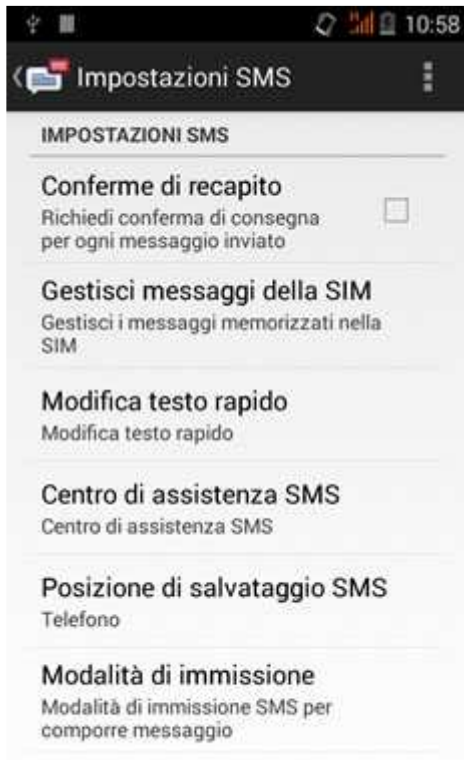 10:58
Impostazioni SMS
IMPOSTAZIONI SMS
Conferme di recapito
Richiedi conferma di consegna
per ogni messaggio inviato
Gestisci messaggi della SIM
Gestisci i messaggi memorizzati nella
SIM
Modifica testo rapido
Modifica testo rapido
Centro di assistenza SMS
Centro di assistenza SMS
Posizione di salvataggio SMS
Telefono
Modalità di immissione
Modalità di immissione SMS per
comporre messaggio